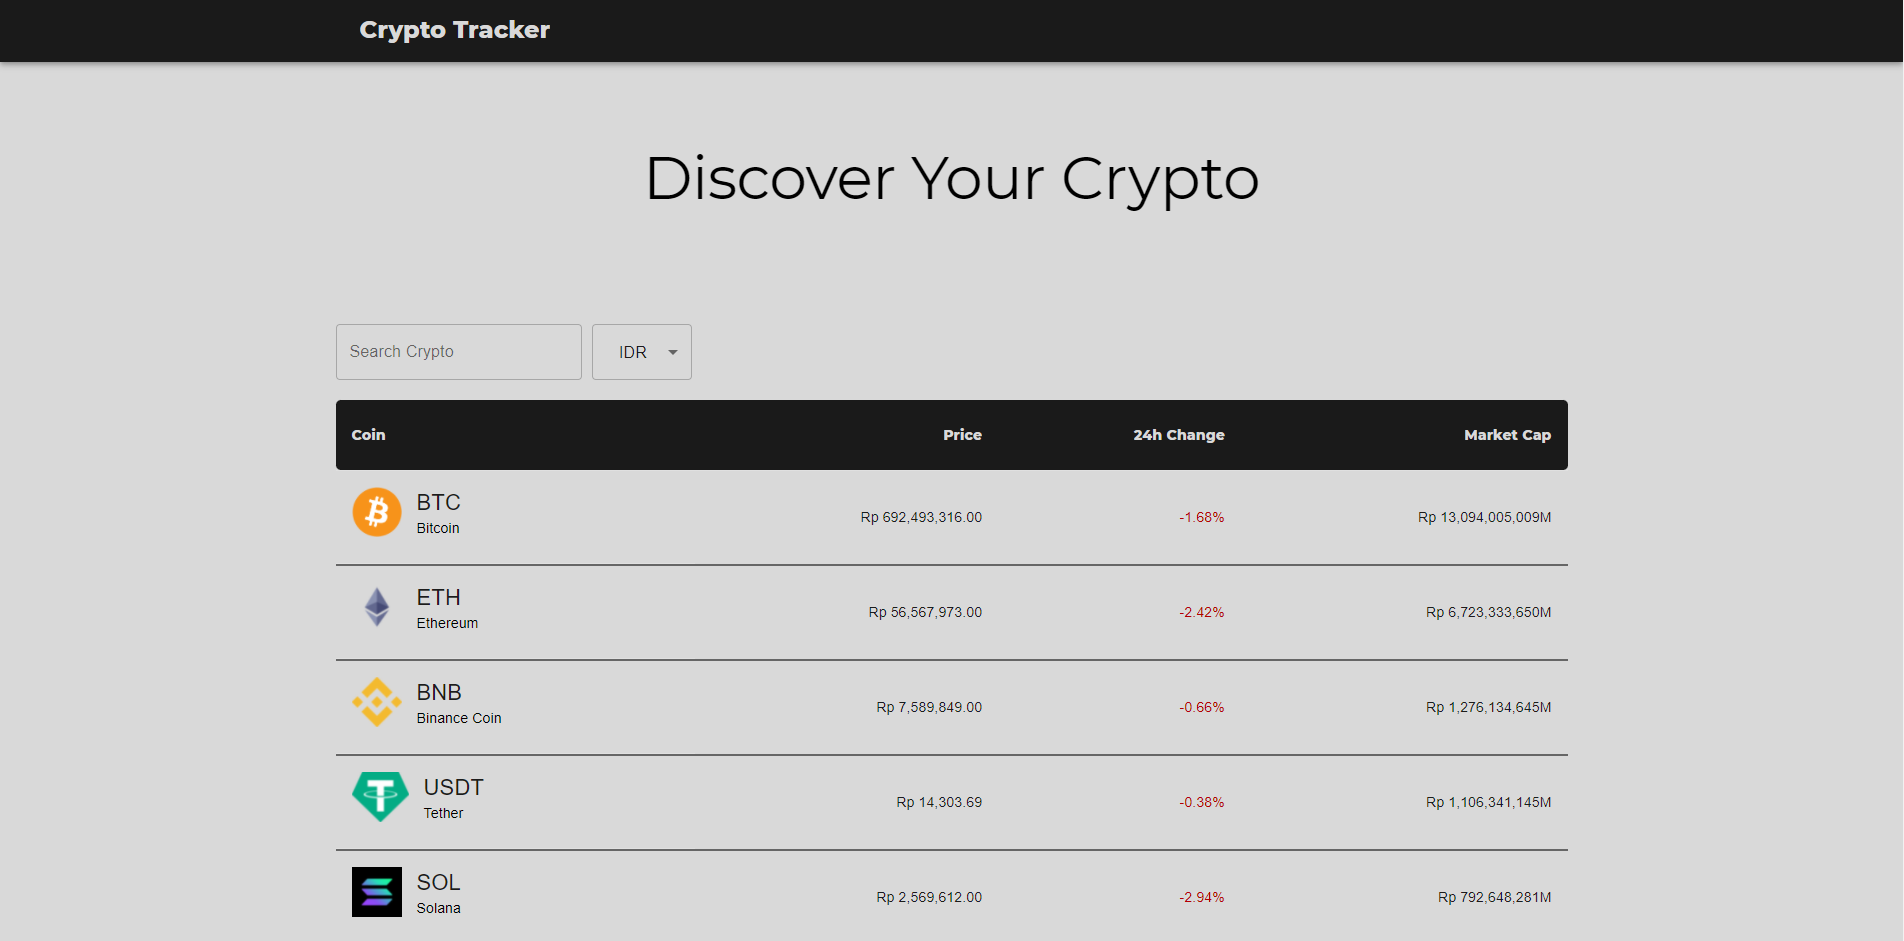 Crypto Tracker
Discover Your Crypto
Search Crypto
IDR
Coin Price 24h Change Market Cap
BTC
Bitcoin
Rp 692,493,316.00 -1.68% Rp 13,094,005,009M
ETH
Ethereum
Rp 56,567,973.00 -2.42% Rp 6,723,333,650M
BNB
Binance Coin
Rp 7,589,849.00 -0.66% Rp 1,276,134,645M
USDT
Tether
Rp 14,303.69 -0.38% Rp 1,106,341,145M
SOL
Solana
Rp 2,569,612.00 -2.94% Rp 792,648,281M